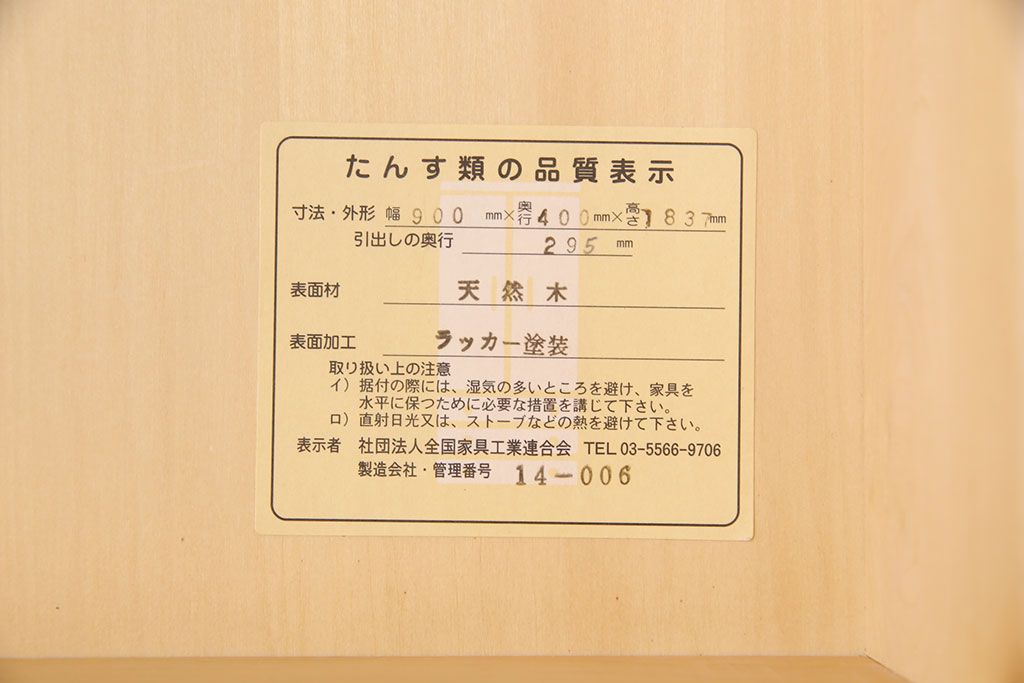 たんす類の品質表示
寸法・外形 幅 900 mm×奥行 400mm×高さ 1837mm
引出しの奥行 295 mm
表面材 天然木
表面加工 ラッカー塗装
取り扱い上の注意
イ）据付の際には、湿気の多いところを避け、家具を
水平に保つために必要な措置を講じて下さい。
ロ）直射日光又は、ストーブなどの熱を避けて下さい。
表示者 社団法人全国家具工業連合会 TEL 03-5566-9706
製造会社・管理番号 14-006